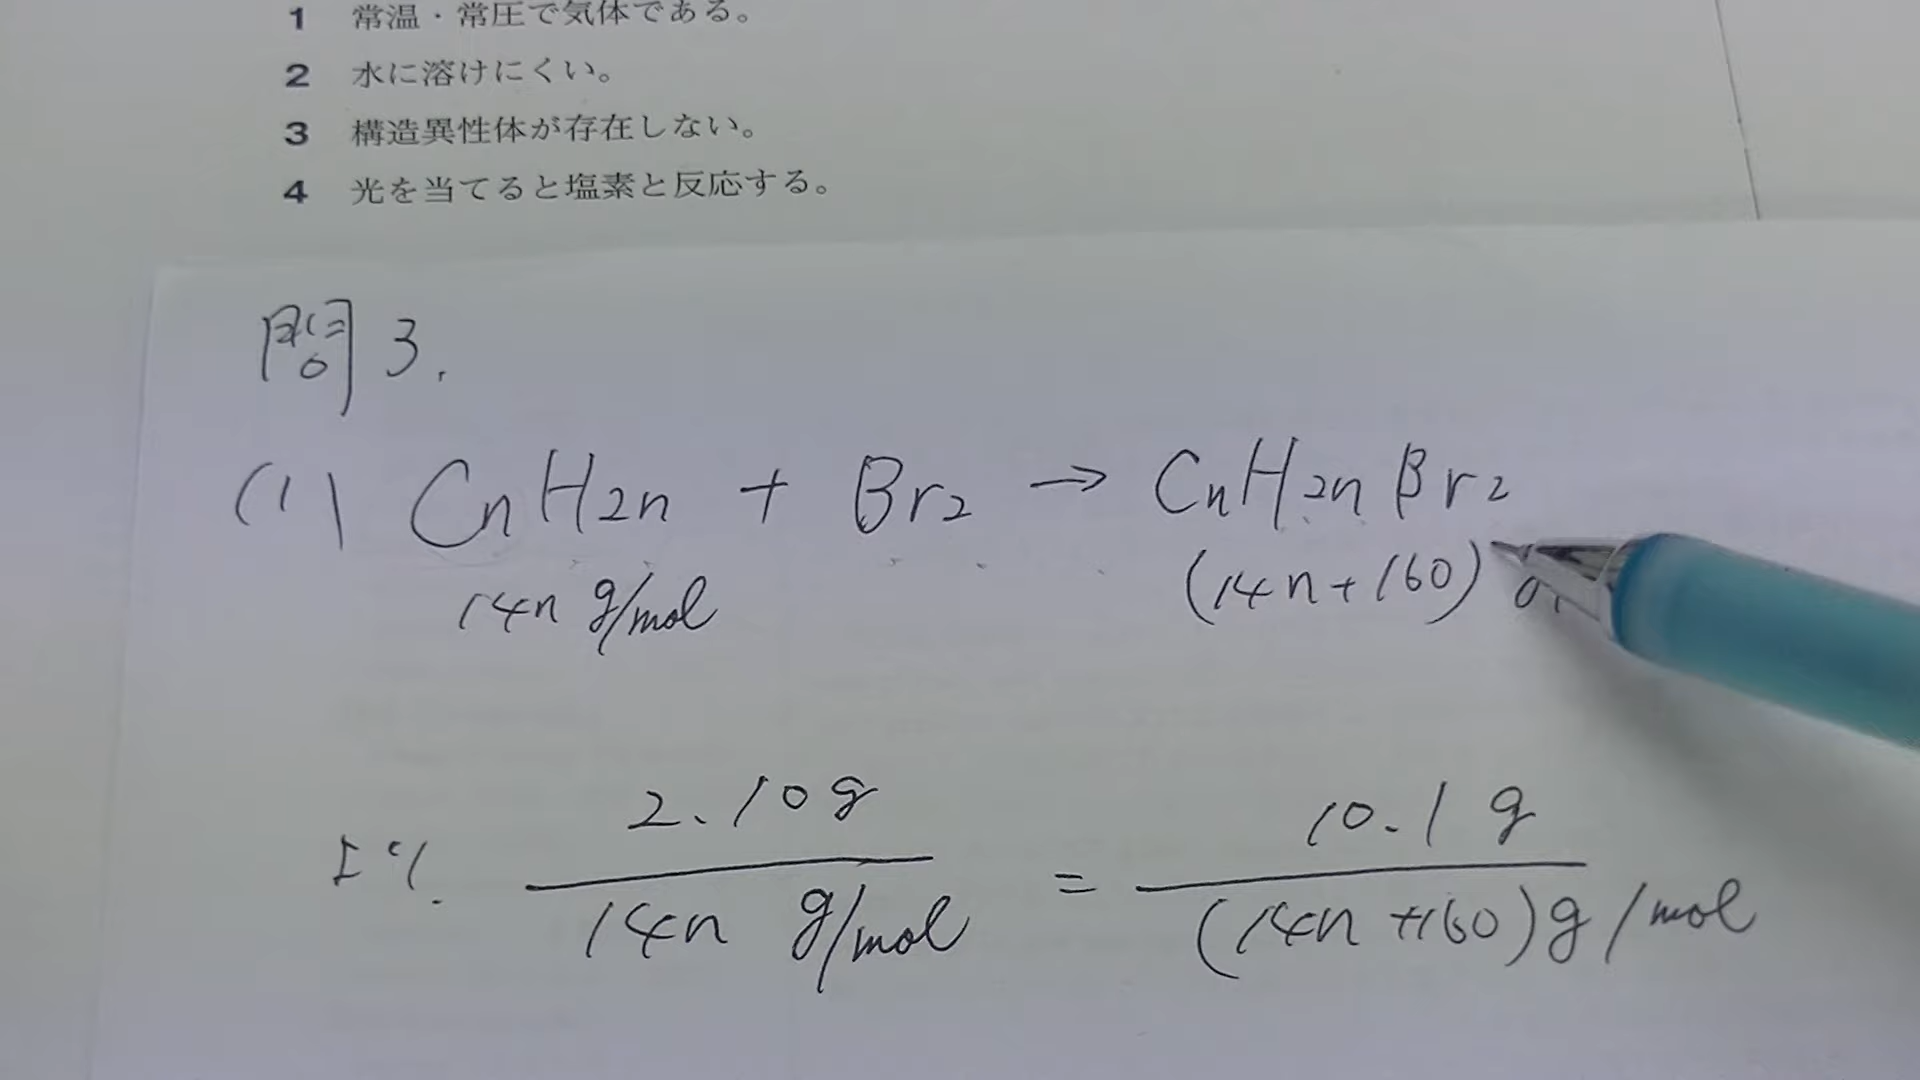 1 常温・常圧で気体である。
2 水に溶けにくい。
3 構造異性体が存在しない。
4 光を当てると塩素と反応する。
問3.
(1) CnH2n + Br2 → CnH2nBr2
14n g/mol (14n+160) g
2.10g / 14n g/mol = 10.1 g / (14n+160)g/mol